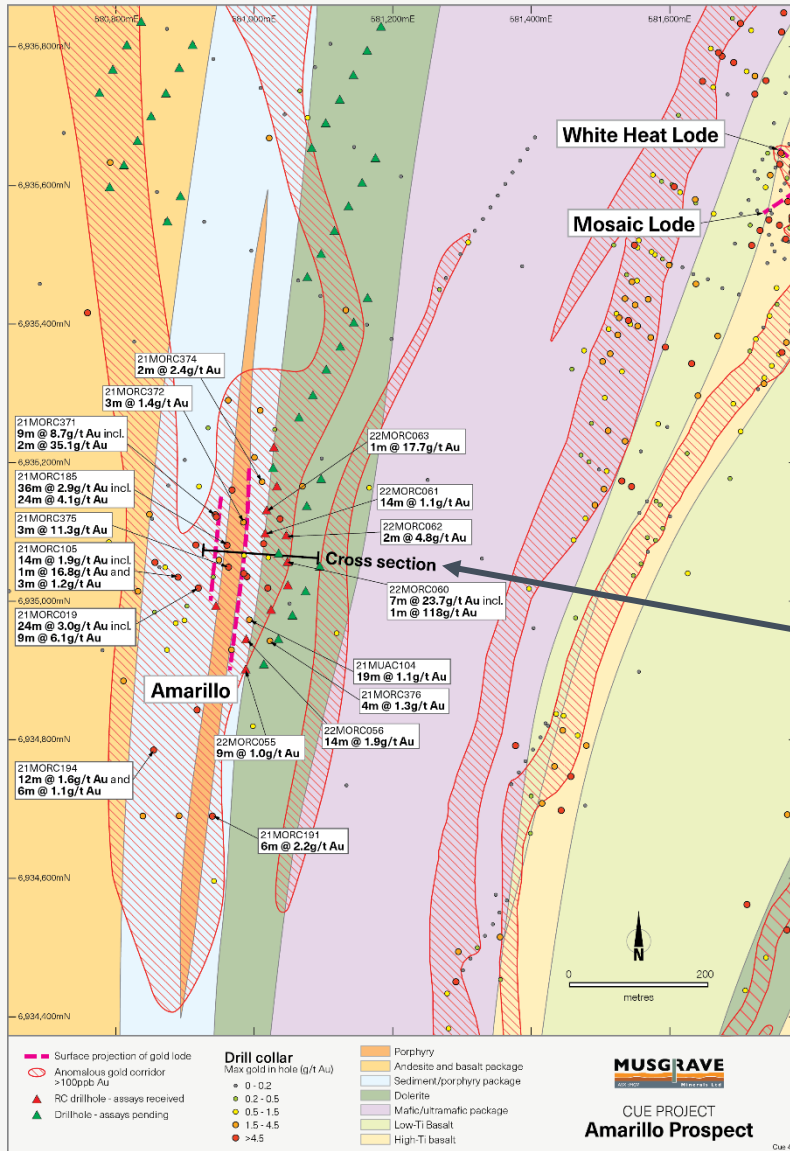 580,800mE
581,000mE
581,400mE
581,600mE
6,935,800mN
White Heat Lode
6,935,600mN
Mosaic Lode
6,935,400mN
21MORC374
2m @ 2.4g/t Au
21MORC372
3m @ 1.4g/t Au
21MORC371
9m @ 8.7g/t Au incl.
2m @ 35.1g/t Au
22MORC063
1m @ 17.7g/t Au
6,935,200mN
21MORC185
36m @ 2.9g/t Au incl.
24m @ 4.1g/t Au
22MORC061
14m @ 1.1g/t Au
21MORC375
3m @ 11.3g/t Au
22MORC062
2m @ 4.8g/t Au
21MORC105
14m @ 1.9g/t Au incl.
1m @ 16.8g/t Au and
3m @ 1.2g/t Au
Cross section
22MORC060
7m @ 23.7g/t Au incl.
1m @ 118g/t Au
6,935,000mN
21MORC019
24m @ 3.0g/t Au incl.
9m @ 6.1g/t Au
21MUAC104
19m @ 1.1g/t Au
Amarillo
21MORC376
4m @ 1.3g/t Au
22MORC056
14m @ 1.9g/t Au
22MORC055
9m @ 1.0g/t Au
6,934,800mN
21MORC194
12m @ 1.6g/t Au and
6m @ 1.1g/t Au
21MORC191
6m @ 2.2g/t Au
6,934,600mN
N
0 200
metres
6,934,400mN
Surface projection of gold lode
Anomalous gold corridor
>100ppb Au
RC drillhole - assays received
Drillhole - assays pending
Drill collar
Max gold in hole (g/t Au)
0 - 0.2
0.2 - 0.5
0.5 - 1.5
1.5 - 4.5
>4.5
Porphyry
Andesite and basalt package
Sediment/porphyry package
Dolerite
Mafic/ultramafic package
Low-Ti Basalt
High-Ti basalt
MUSGRAVE
Minerals Ltd
CUE PROJECT
Amarillo Prospect